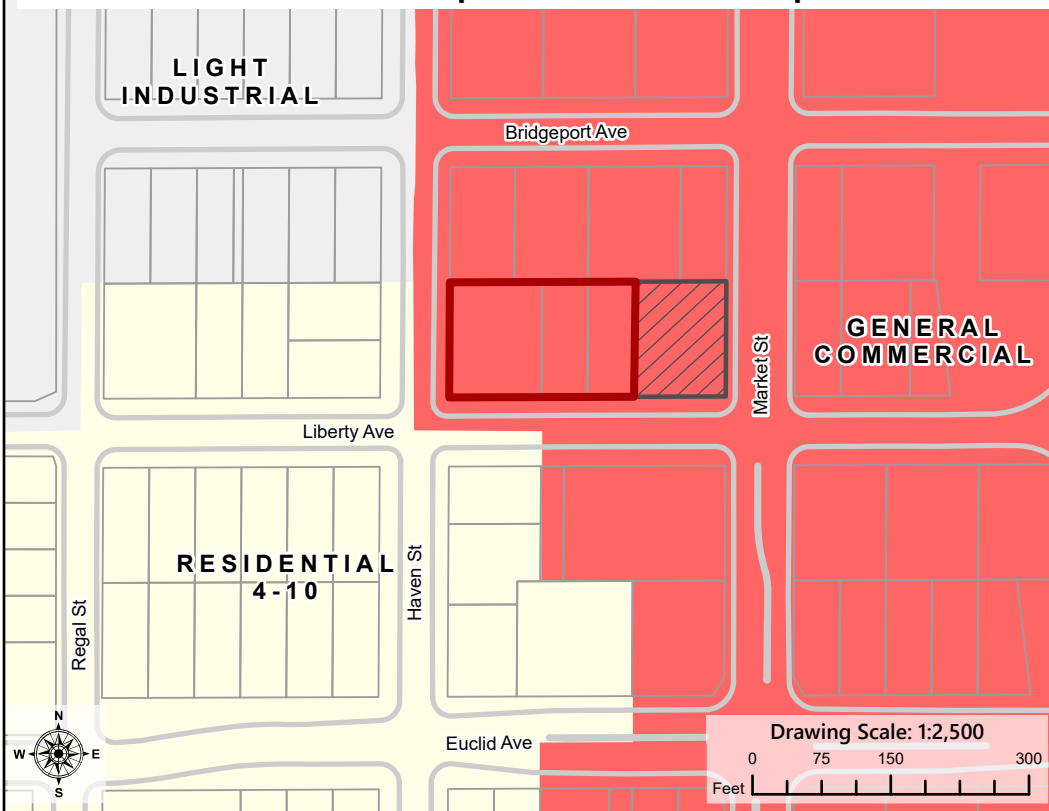 LIGHT
INDUSTRIAL
Bridgeport Ave
GENERAL
COMMERCIAL
Market St
Liberty Ave
RESIDENTIAL
4-10
Haven St
Regal St
Euclid Ave
N
W E
S
Drawing Scale: 1:2,500
0 75 150 300
Feet